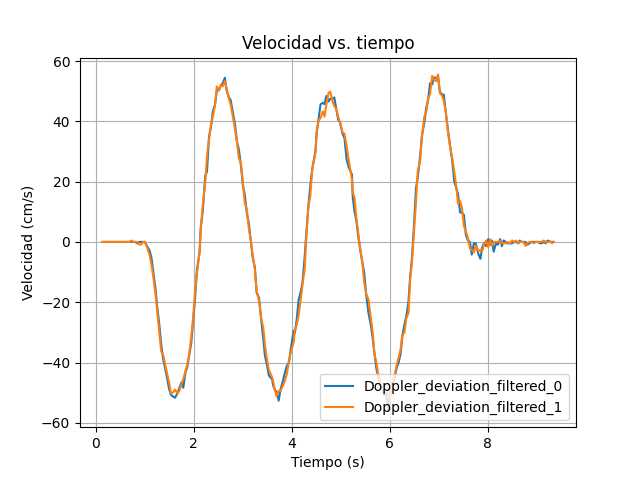 Velocidad vs. tiempo
Velocidad (cm/s)
60
40
20
0
−20
−40
−60
Doppler_deviation_filtered_0
Doppler_deviation_filtered_1
0 2 4 6 8
Tiempo (s)